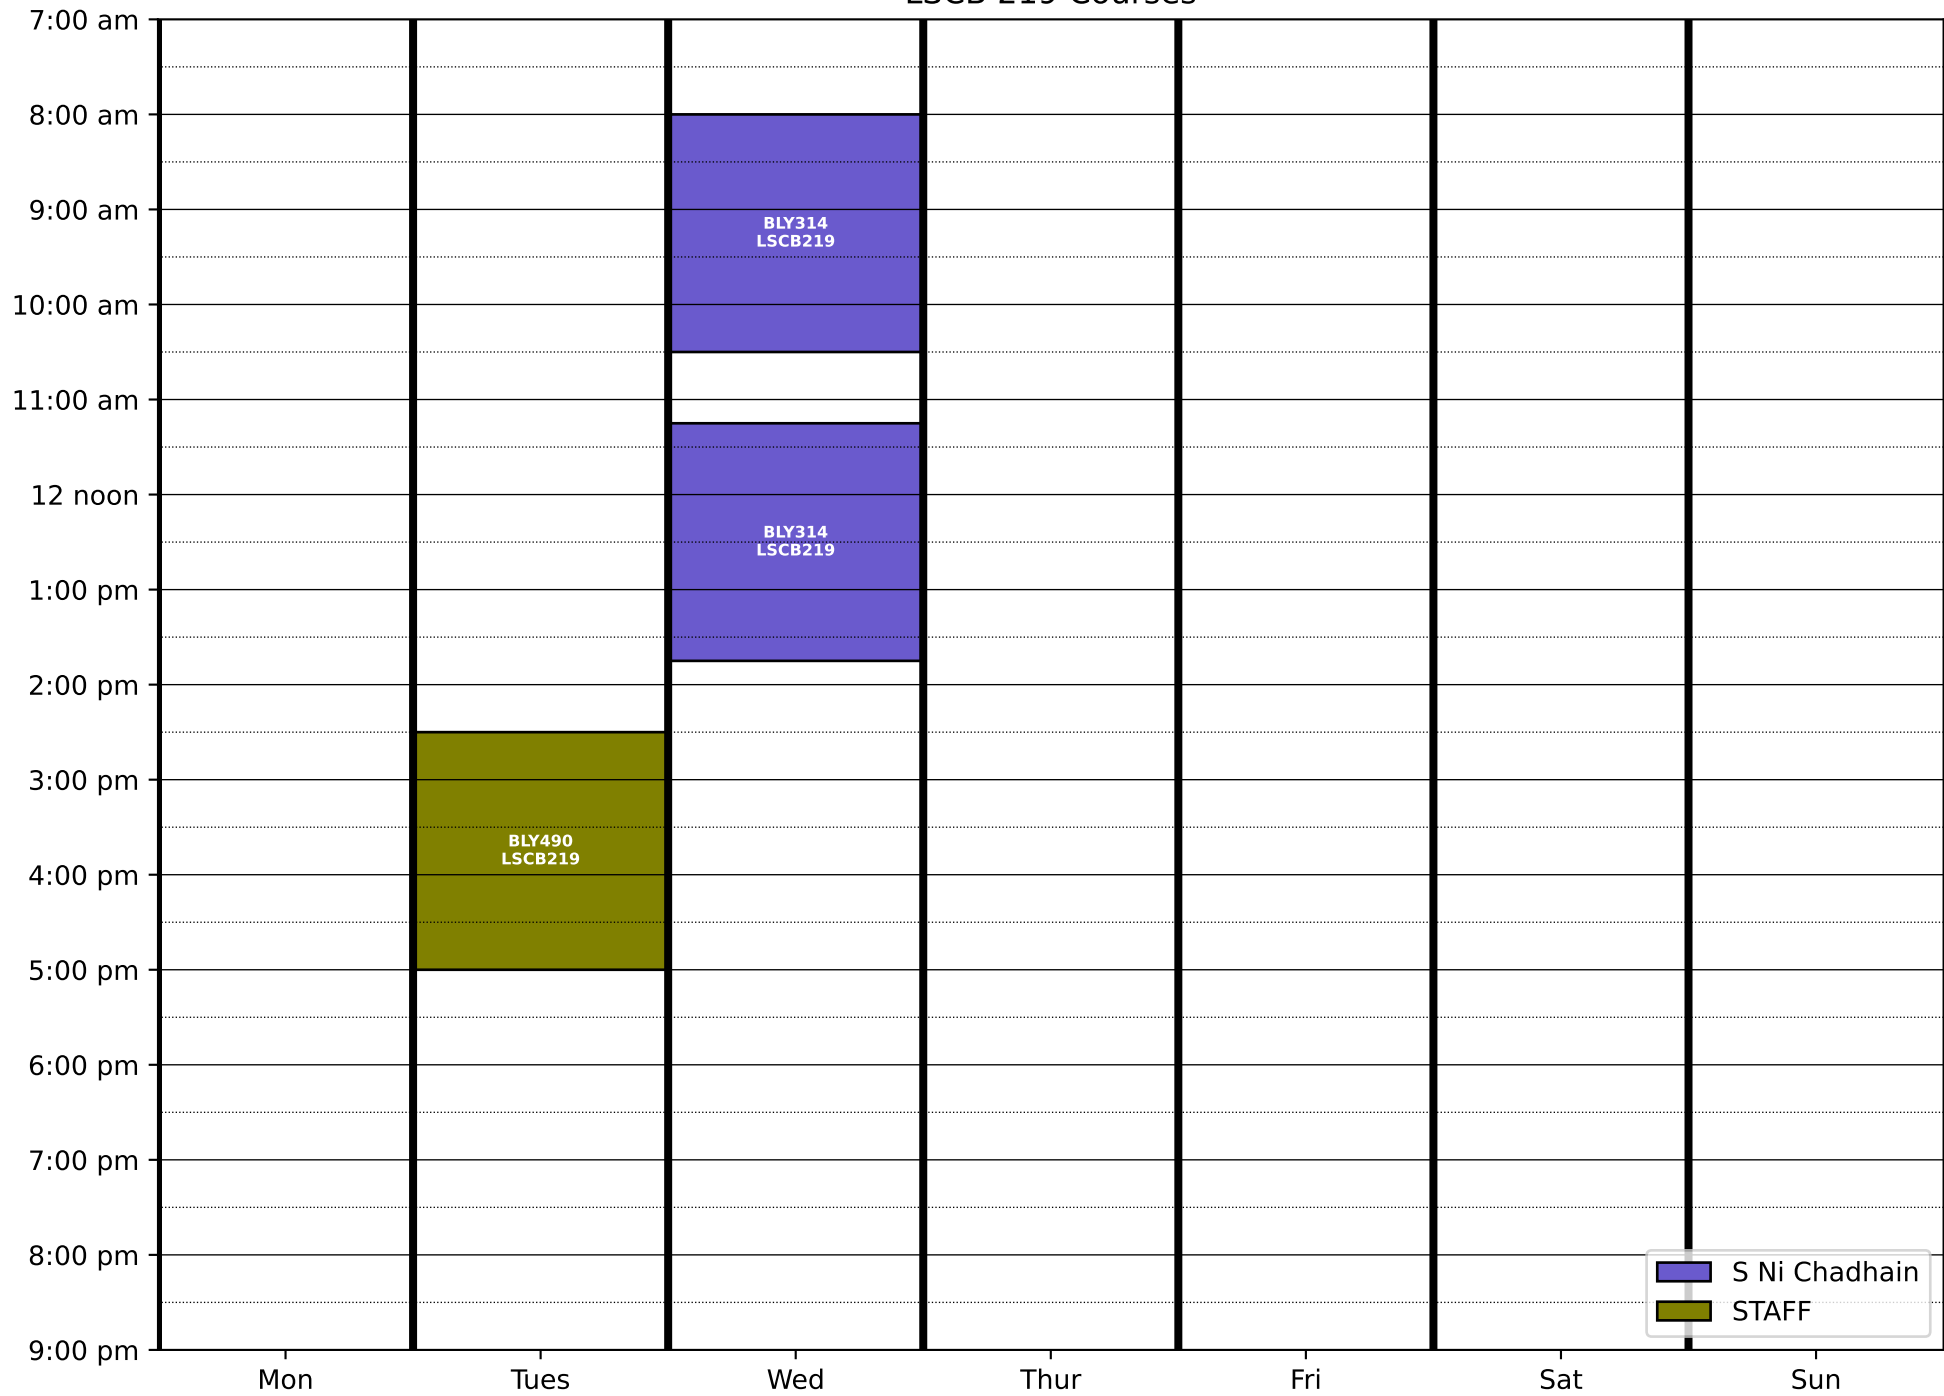 LSCB 219 Courses
7:00 am
8:00 am
9:00 am
10:00 am
11:00 am
12 noon
1:00 pm
2:00 pm
3:00 pm
4:00 pm
5:00 pm
6:00 pm
7:00 pm
8:00 pm
9:00 pm
BLY314
LSCB219
BLY314
LSCB219
BLY490
LSCB219
S Ni Chadhain
STAFF
Mon Tues Wed Thur Fri Sat Sun